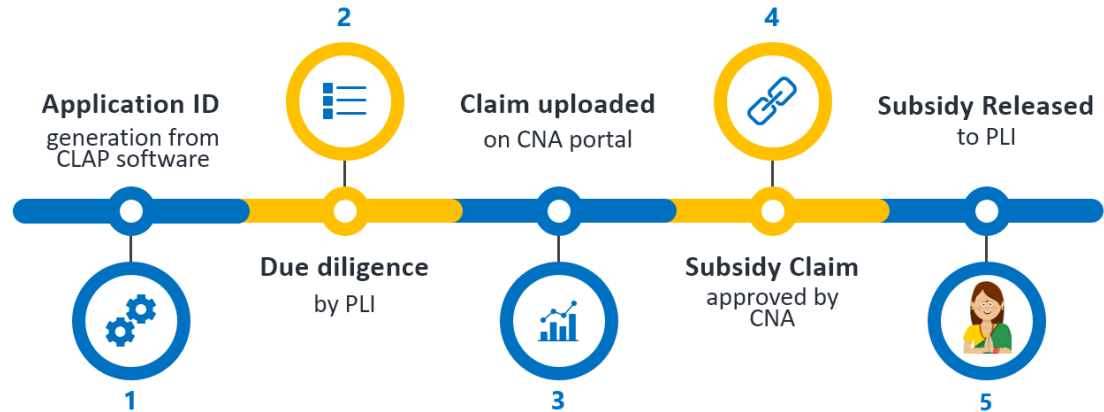 1
Application ID
generation from
CLAP software
2
Due diligence
by PLI
3
Claim uploaded
on CNA portal
4
Subsidy Claim
approved by
CNA
5
Subsidy Released
to PLI